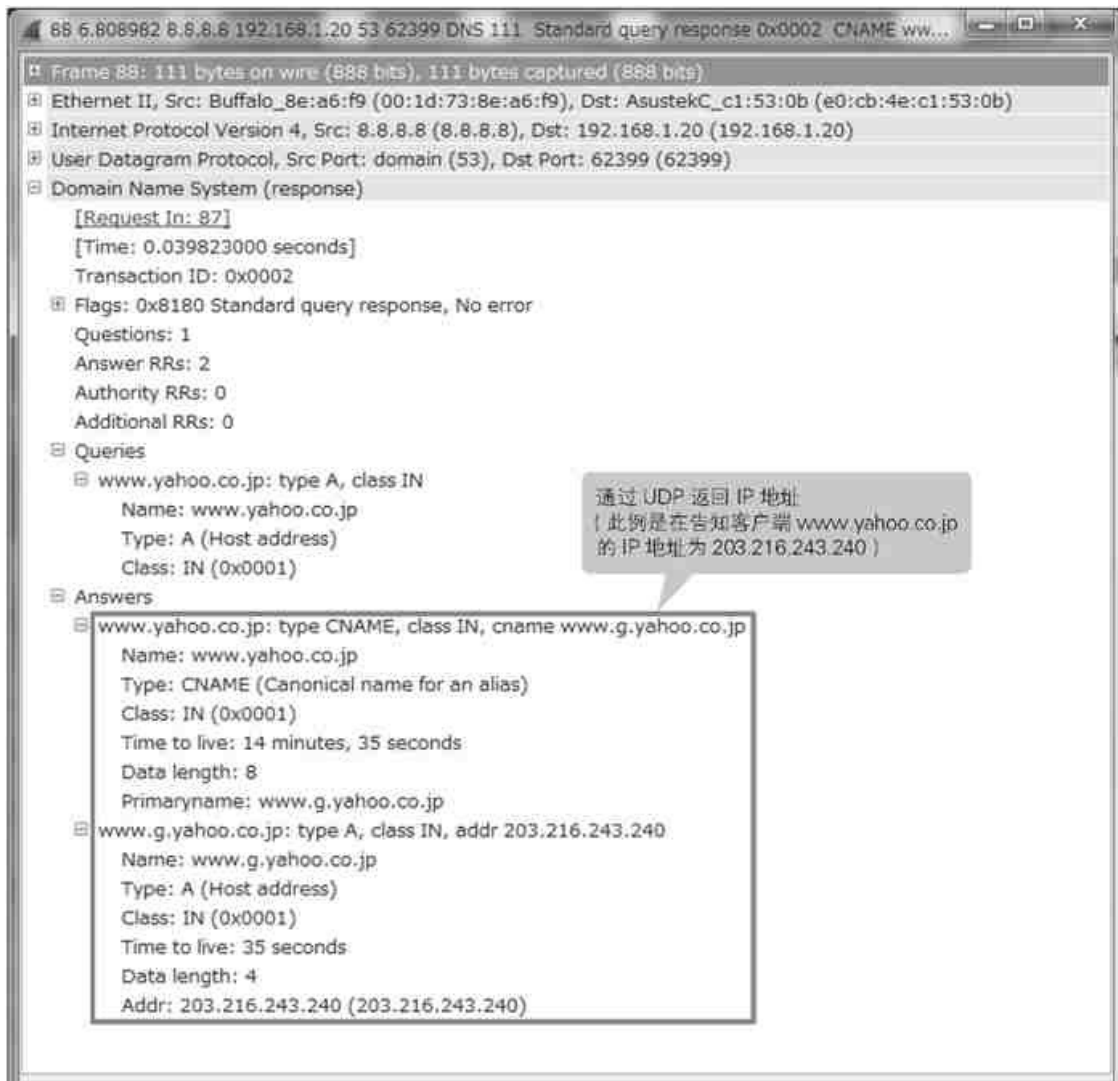 88 6.808982 8.8.8.8 192.168.1.20 53 62399 DNS 111 Standard query response 0x0002 CNAME ww...
Frame 88: 111 bytes on wire (888 bits), 111 bytes captured (888 bits)
Ethernet II, Src: Buffalo_8e:a6:f9 (00:1d:73:8e:a6:f9), Dst: AsustekC_c1:53:0b (e0:cb:4e:c1:53:0b)
Internet Protocol Version 4, Src: 8.8.8.8 (8.8.8.8), Dst: 192.168.1.20 (192.168.1.20)
User Datagram Protocol, Src Port: domain (53), Dst Port: 62399 (62399)
Domain Name System (response)
[Request In: 87]
[Time: 0.039823000 seconds]
Transaction ID: 0x0002
Flags: 0x8180 Standard query response, No error
Questions: 1
Answer RRs: 2
Authority RRs: 0
Additional RRs: 0
Queries
www.yahoo.co.jp: type A, class IN
Name: www.yahoo.co.jp
Type: A (Host address)
Class: IN (0x0001)
通过 UDP 返回 IP 地址
(此例是在告知客户端 www.yahoo.co.jp
的 IP 地址为 203.216.243.240)
Answers
www.yahoo.co.jp: type CNAME, class IN, cname www.g.yahoo.co.jp
Name: www.yahoo.co.jp
Type: CNAME (Canonical name for an alias)
Class: IN (0x0001)
Time to live: 14 minutes, 35 seconds
Data length: 8
Primaryname: www.g.yahoo.co.jp
www.g.yahoo.co.jp: type A, class IN, addr 203.216.243.240
Name: www.g.yahoo.co.jp
Type: A (Host address)
Class: IN (0x0001)
Time to live: 35 seconds
Data length: 4
Addr: 203.216.243.240 (203.216.243.240)